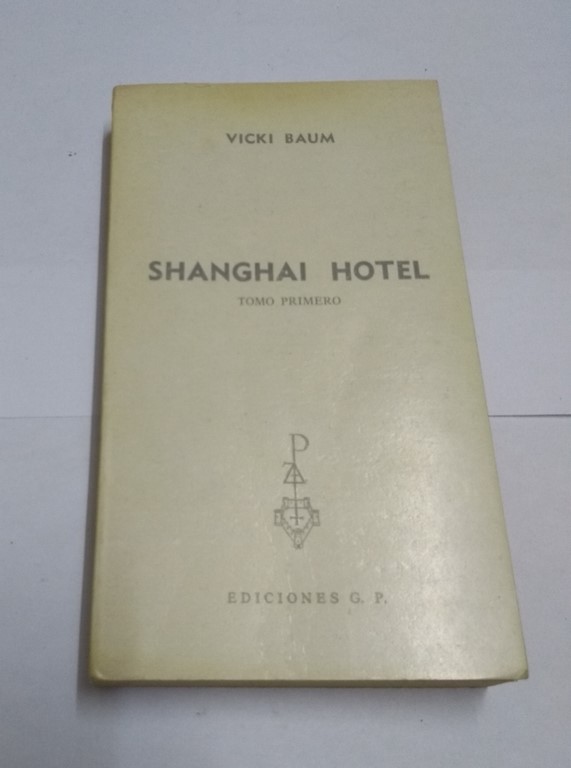 VICKI BAUM
SHANGHAI HOTEL
TOMO PRIMERO
EDICIONES G. P.